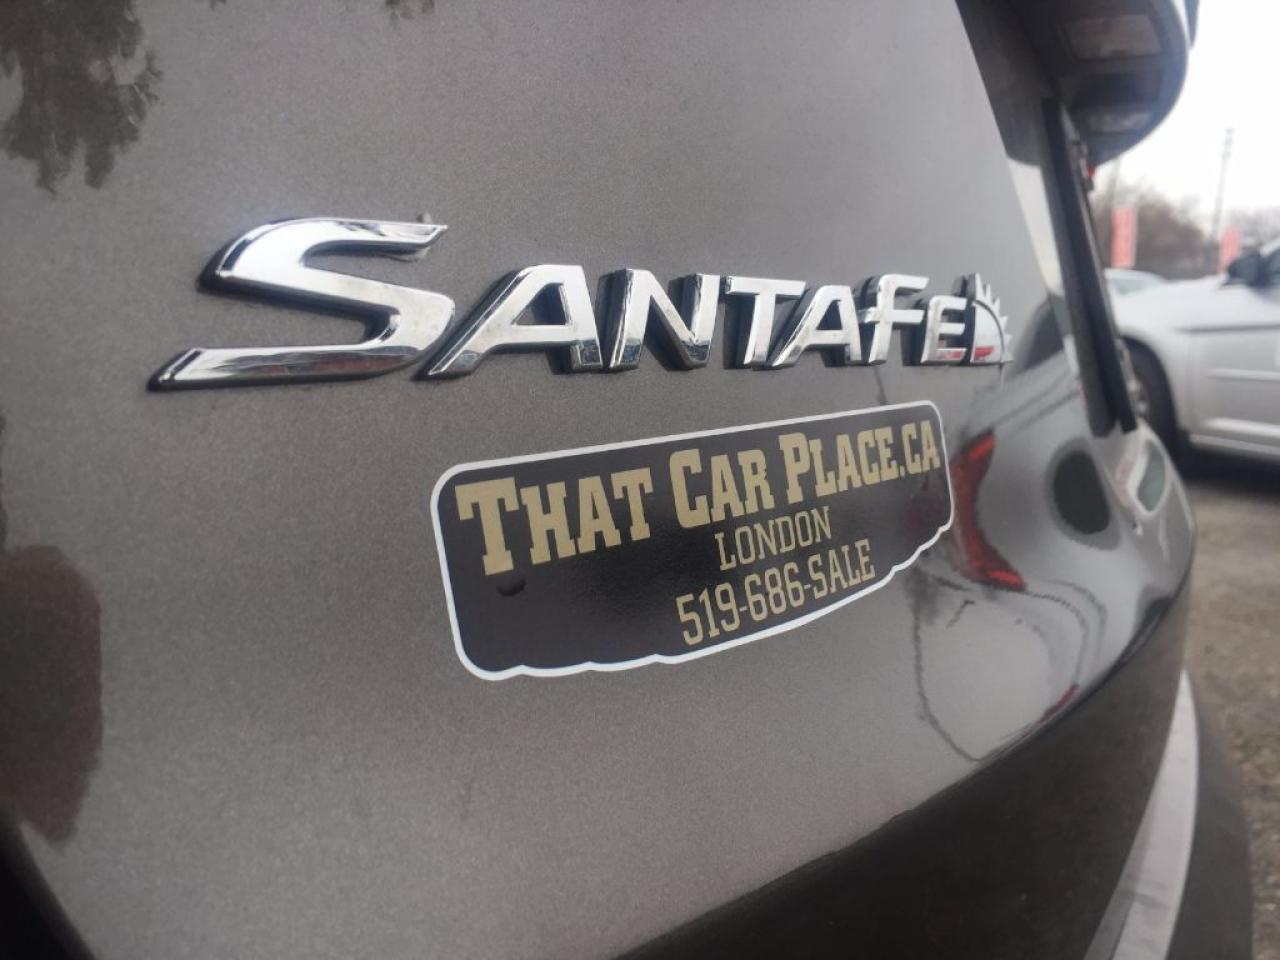 SANTAFE
THAT CAR PLACE.CA
LONDON
519-686-SALE